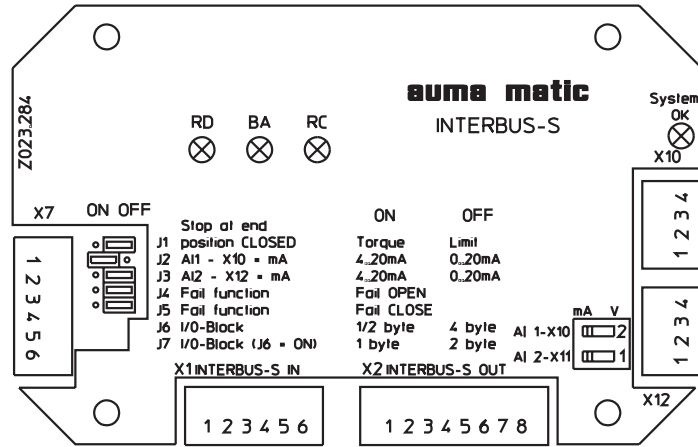 auma matic
INTERBUS-S
System
OK
Z023.284
RD BA RC
X10
X7
ON OFF
ON OFF
Stop at end
J1 position CLOSED Torque Limit
J2 AI1 - X10 = mA 4...20mA 0...20mA
J3 AI2 - X12 = mA 4...20mA 0...20mA
J4 Fail function Fail OPEN
J5 Fail function Fail CLOSE
J6 I/O-Block 1/2 byte 4 byte
J7 I/O-Block (J6 = ON) 1 byte 2 byte
1 2 3 4 5 6
1 2 3 4
mA V
AI 1-X10 2
AI 2-X11 1
1 2 3 4
X12
X1 INTERBUS-S IN
X2 INTERBUS-S OUT
1 2 3 4 5 6
1 2 3 4 5 6 7 8